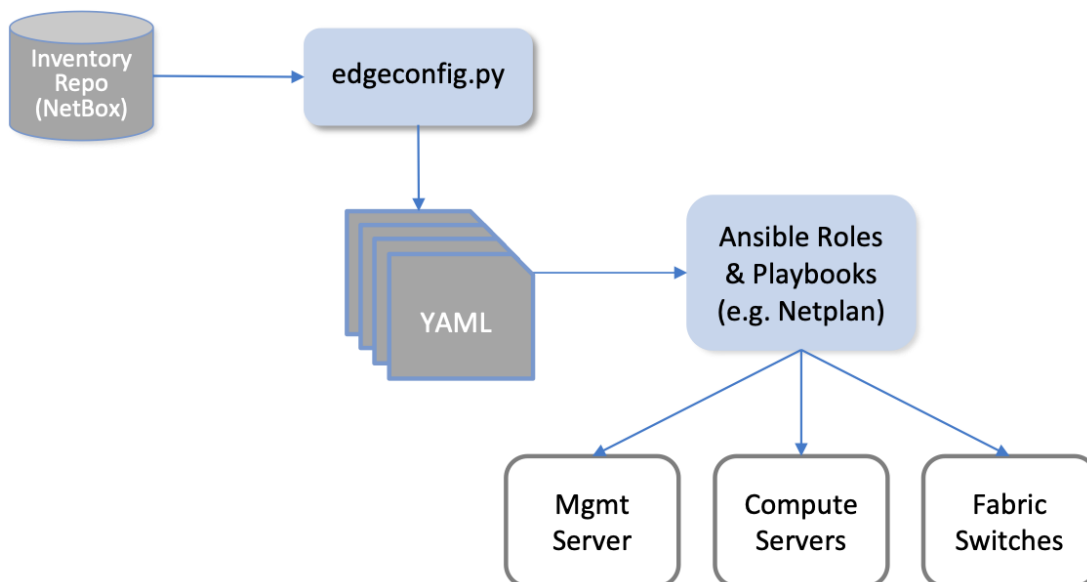 Inventory
Repo
(NetBox)
edgeconfig.py
YAML
Ansible Roles
& Playbooks
(e.g. Netplan)
Mgmt
Server
Compute
Servers
Fabric
Switches